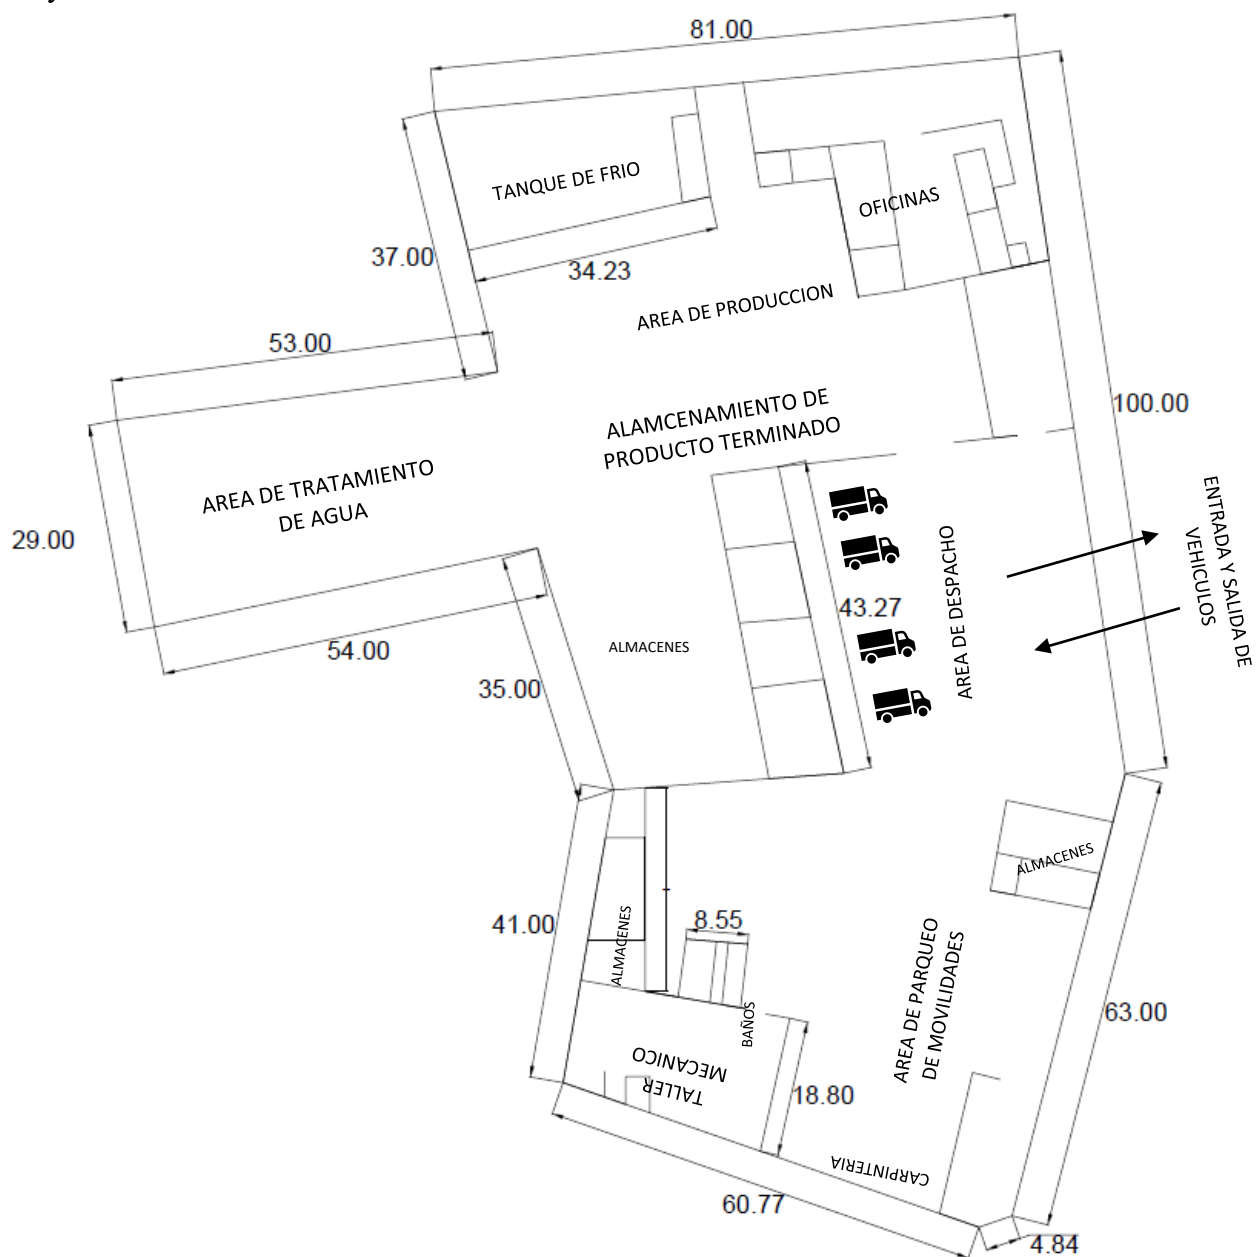 81.00
TANQUE DE FRIO
OFICINAS
37.00
34.23
AREA DE PRODUCCION
53.00
100.00
ALAMCENAMIENTO DE
PRODUCTO TERMINADO
AREA DE TRATAMIENTO
DE AGUA
29.00
ENTRADA Y SALIDA DE
VEHICULOS
AREA DE DESPACHO
43.27
54.00
ALMACENES
35.00
ALMACENES
41.00
ALMACENES
8.55
BAÑOS
AREA DE PARQUEO
DE MOVILIDADES
63.00
TALLER
MECANICO
18.80
CARPINTERIA
60.77
4.84